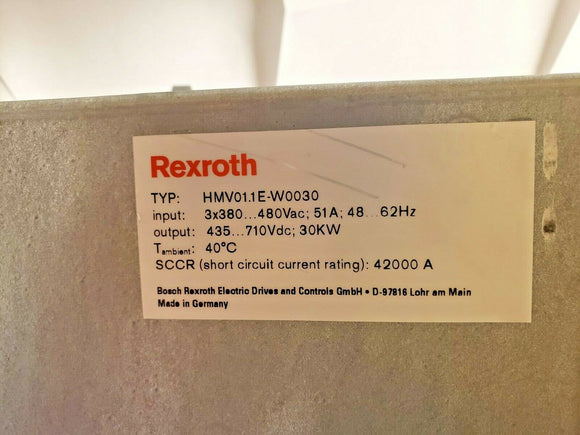 Rexroth
TYP: HMV01.1E-W0030
input: 3x380...480Vac; 51A; 48...62Hz
output: 435...710Vdc; 30KW
Tambient: 40°C
SCCR (short circuit current rating): 42000 A
Bosch Rexroth Electric Drives and Controls GmbH • D-97816 Lohr am Main
Made in Germany